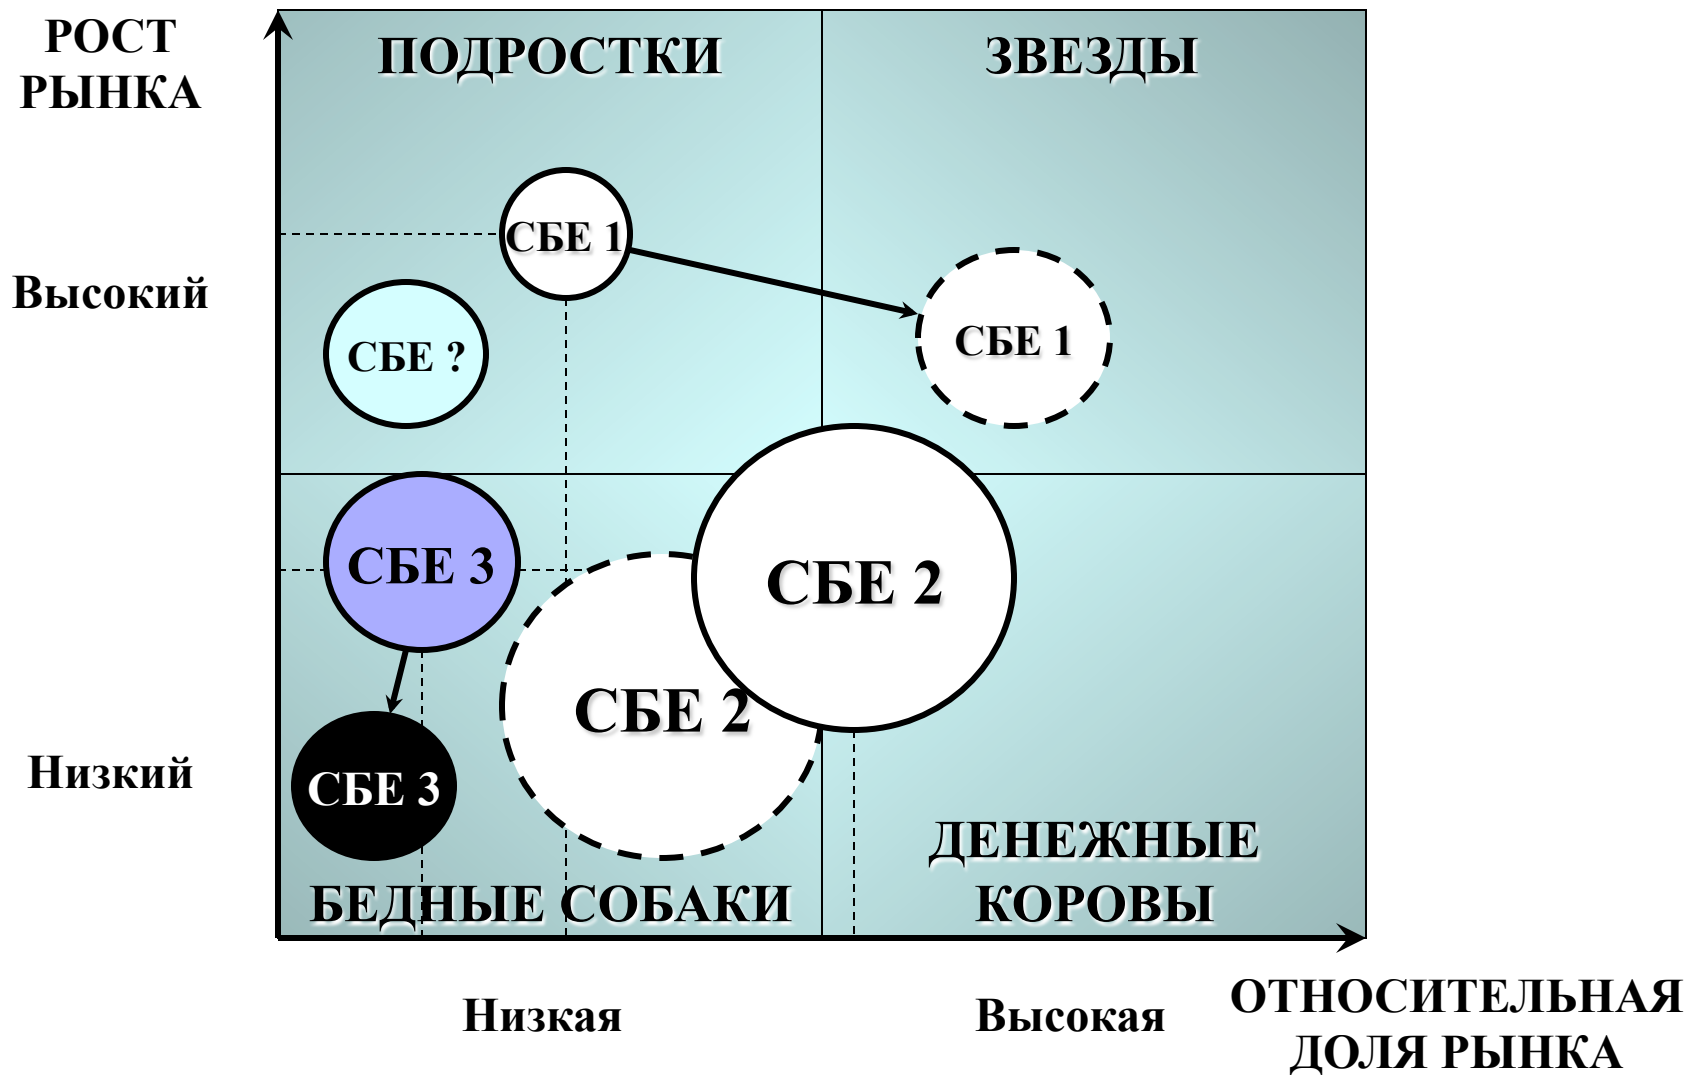 РОСТ
РЫНКА
ПОДРОСТКИ
ЗВЕЗДЫ
СБЕ 1
Высокий
СБЕ ?
СБЕ 1
СБЕ 3
СБЕ 2
СБЕ 2
Низкий
СБЕ 3
ДЕНЕЖНЫЕ
КОРОВЫ
БЕДНЫЕ СОБАКИ
Низкая
Высокая
ОТНОСИТЕЛЬНАЯ
ДОЛЯ РЫНКА